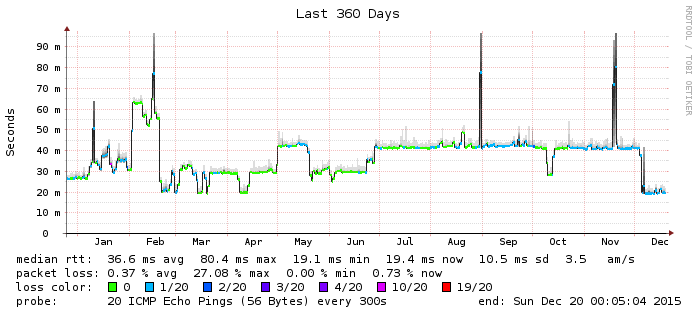 Last 360 Days
RRDTOOL / TOBI OETIKER
Seconds
90 m
80 m
70 m
60 m
50 m
40 m
30 m
20 m
10 m
0
Jan Feb Mar Apr May Jun Jul Aug Sep Oct Nov Dec
median rtt: 36.6 ms avg 80.4 ms max 19.1 ms min 19.4 ms now 10.5 ms sd 3.5 am/s
packet loss: 0.37 % avg 27.08 % max 0.00 % min 0.73 % now
loss color: 0 1/20 2/20 3/20 4/20 10/20 19/20
probe: 20 ICMP Echo Pings (56 Bytes) every 300s end: Sun Dec 20 00:05:04 2015